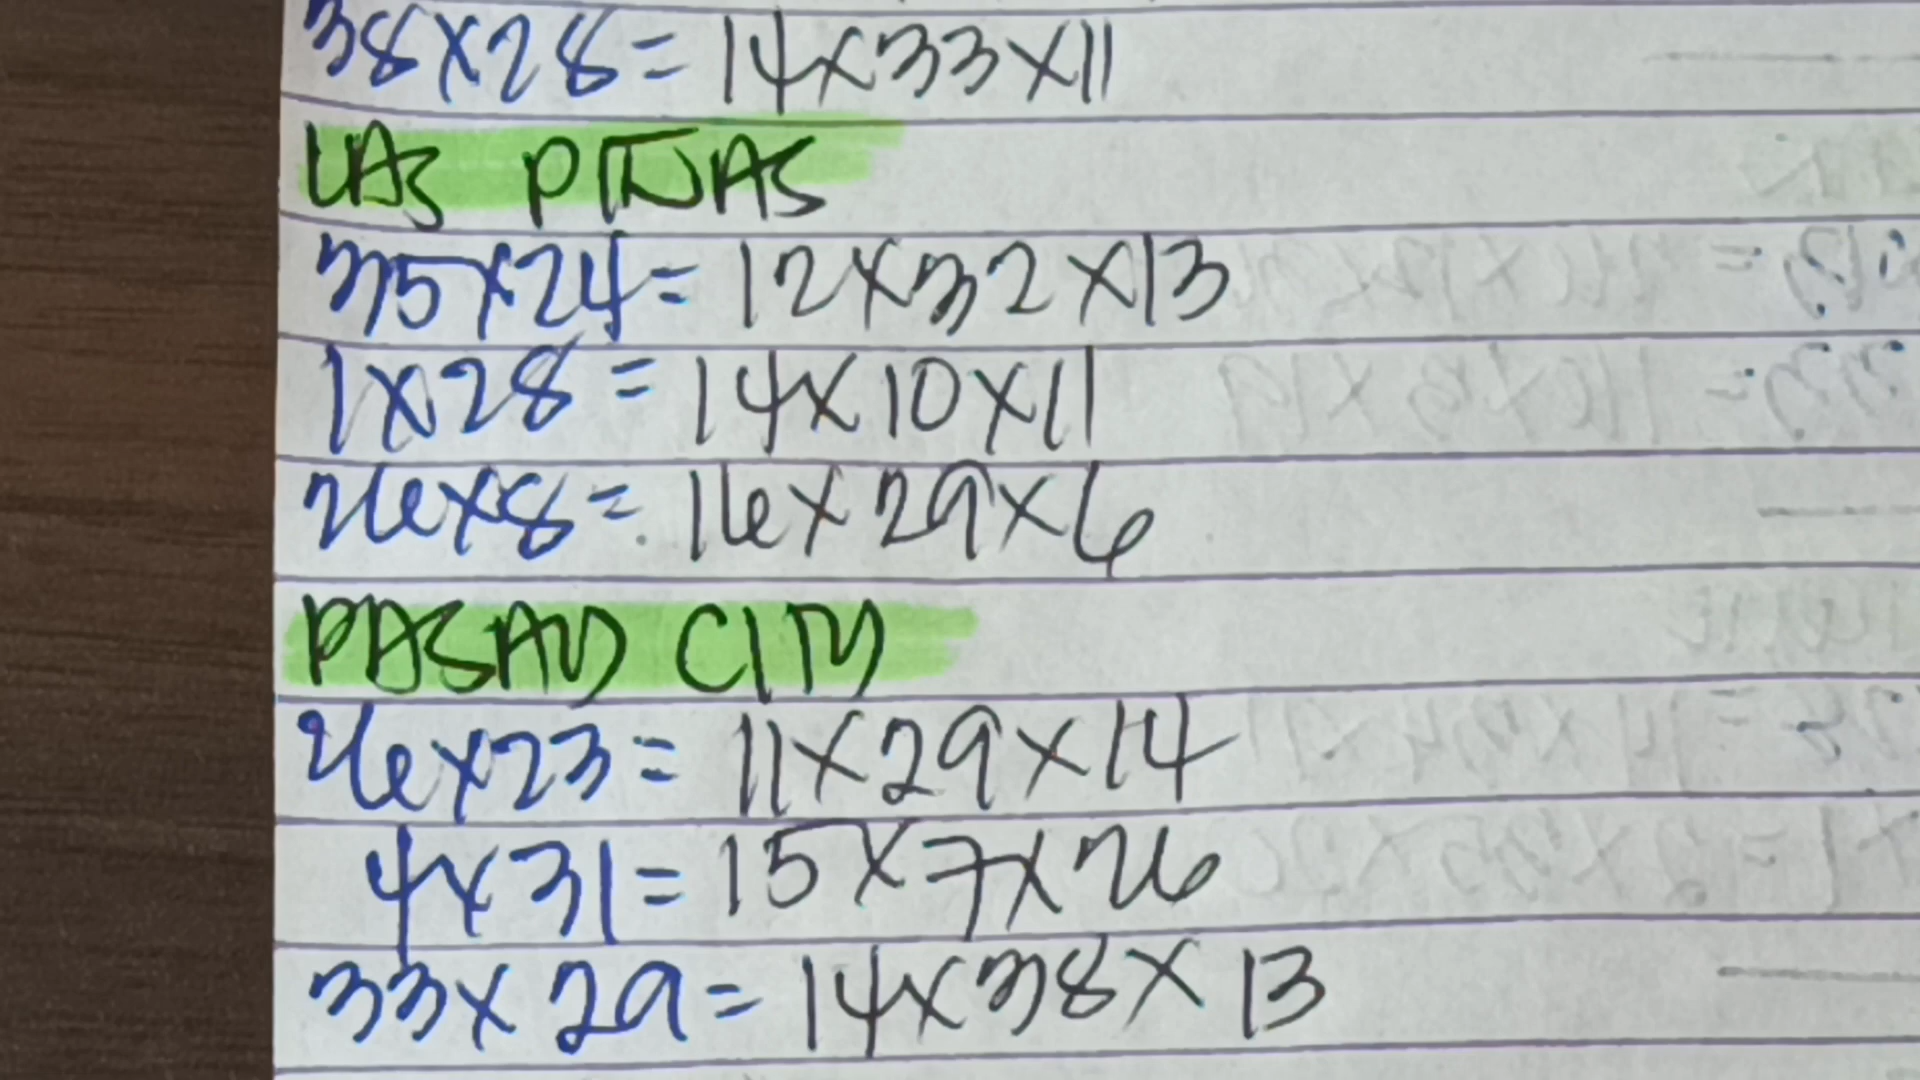 38x28= 14x33x11
LAS PIÑAS
35x24= 12x32x13
1x28= 14x10x11
26x8= 16x29x6
PASAY CITY
26x23= 11x29x14
4x31= 15x7x26
33x29= 14x38x13